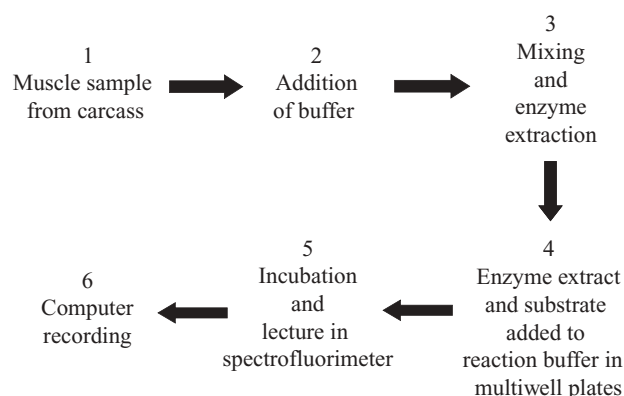 1
Muscle sample
from carcass
2
Addition
of buffer
3
Mixing
and
enzyme
extraction
4
Enzyme extract
and substrate
added to
reaction buffer in
multiwell plates
5
Incubation
and
lecture in
spectrofluorimeter
6
Computer
recording